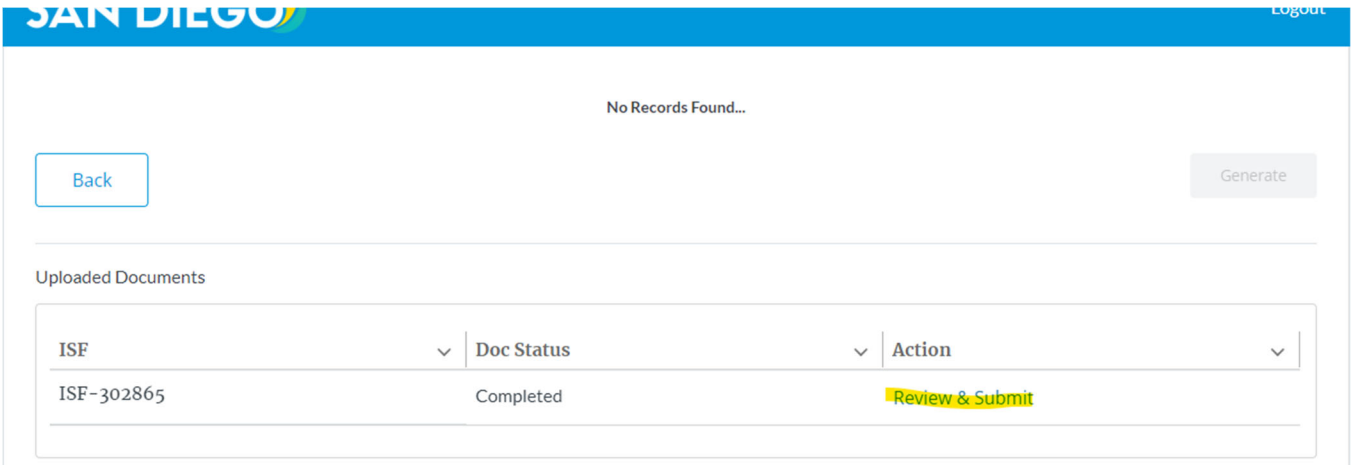 SAN DIEGO
Logout
No Records Found...
Back
Generate
Uploaded Documents
ISF
Doc Status
Action
ISF-302865
Completed
Review & Submit